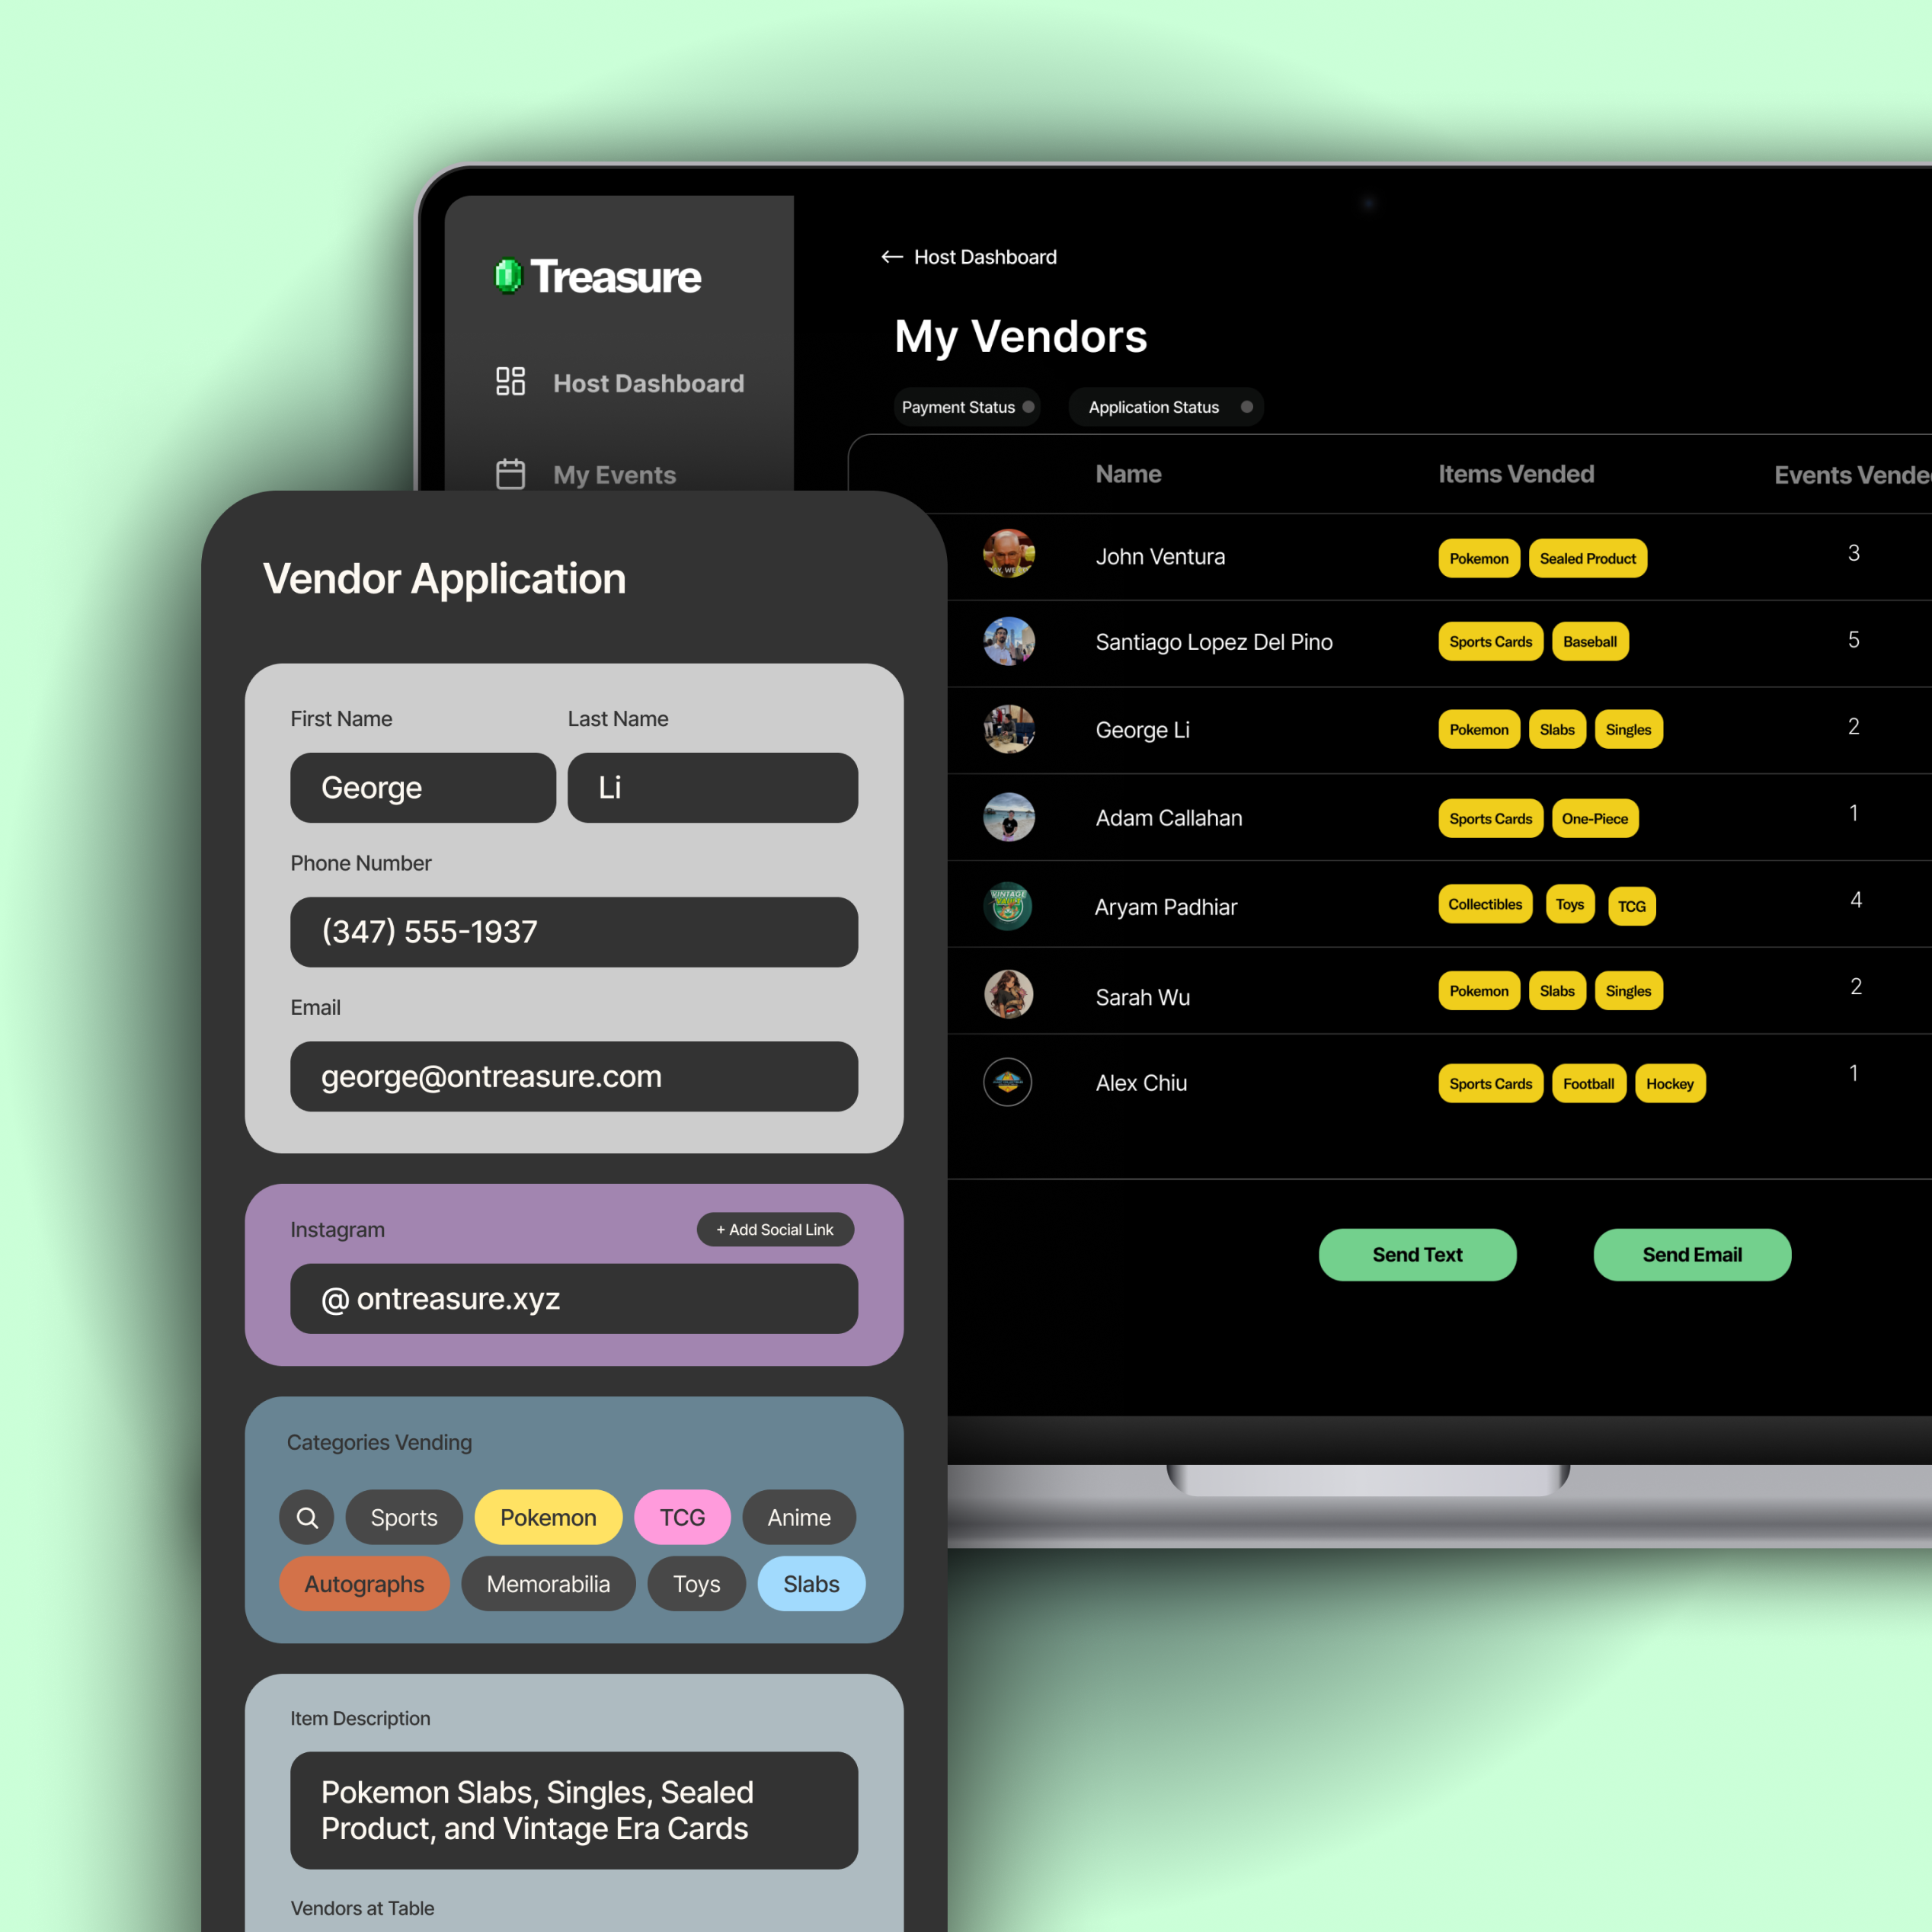 Treasure
Host Dashboard
My Events
← Host Dashboard
My Vendors
Payment Status
Application Status
Name Items Vended Events Vende
John Ventura Pokemon Sealed Product 3
Santiago Lopez Del Pino Sports Cards Baseball 5
George Li Pokemon Slabs Singles 2
Adam Callahan Sports Cards One-Piece 1
Aryam Padhiar Collectibles Toys TCG 4
Sarah Wu Pokemon Slabs Singles 2
Alex Chiu Sports Cards Football Hockey 1
Send Text Send Email
Vendor Application
First Name Last Name
George Li
Phone Number
(347) 555-1937
Email
george@ontreasure.com
Instagram + Add Social Link
@ ontreasure.xyz
Categories Vending
Sports Pokemon TCG Anime
Autographs Memorabilia Toys Slabs
Item Description
Pokemon Slabs, Singles, Sealed
Product, and Vintage Era Cards
Vendors at Table